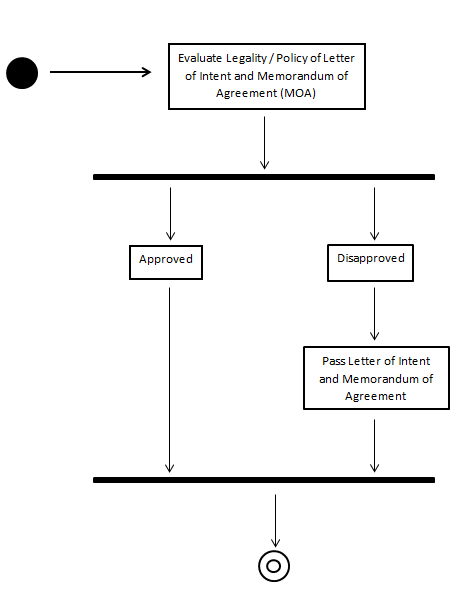 Evaluate Legality / Policy of Letter
of Intent and Memorandum of
Agreement (MOA)
Approved
Disapproved
Pass Letter of Intent
and Memorandum of
Agreement